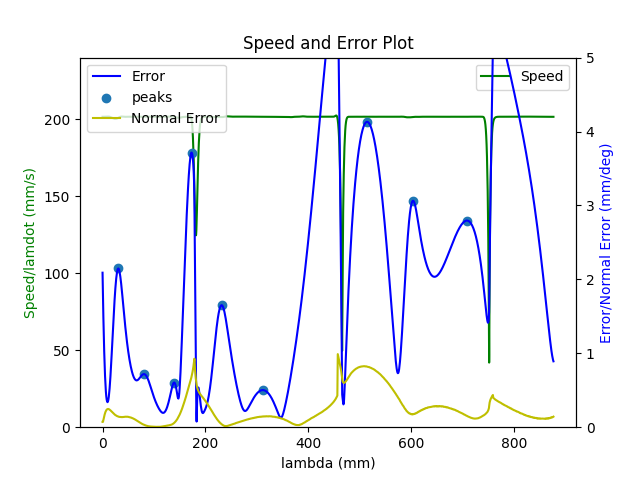 Speed and Error Plot
Error
peaks
Normal Error
Speed
Speed/lamdot (mm/s)
200
150
100
50
0
5
4
3
2
1
0
Error/Normal Error (mm/deg)
0
200
400
600
800
lambda (mm)